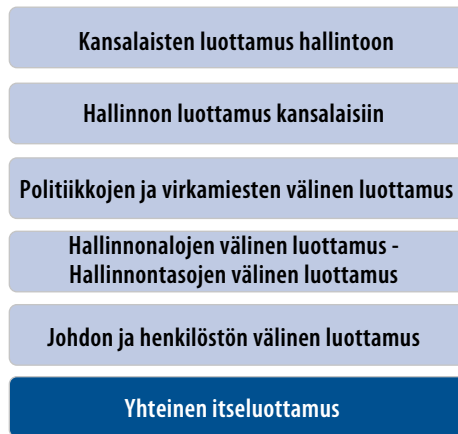 Kansalaisten luottamus hallintoon
Hallinnon luottamus kansalaisiin
Politiikkojen ja virkamiesten välinen luottamus
Hallinnonalojen välinen luottamus -
Hallinnontasojen välinen luottamus
Johdon ja henkilöstön välinen luottamus
Yhteinen itseluottamus